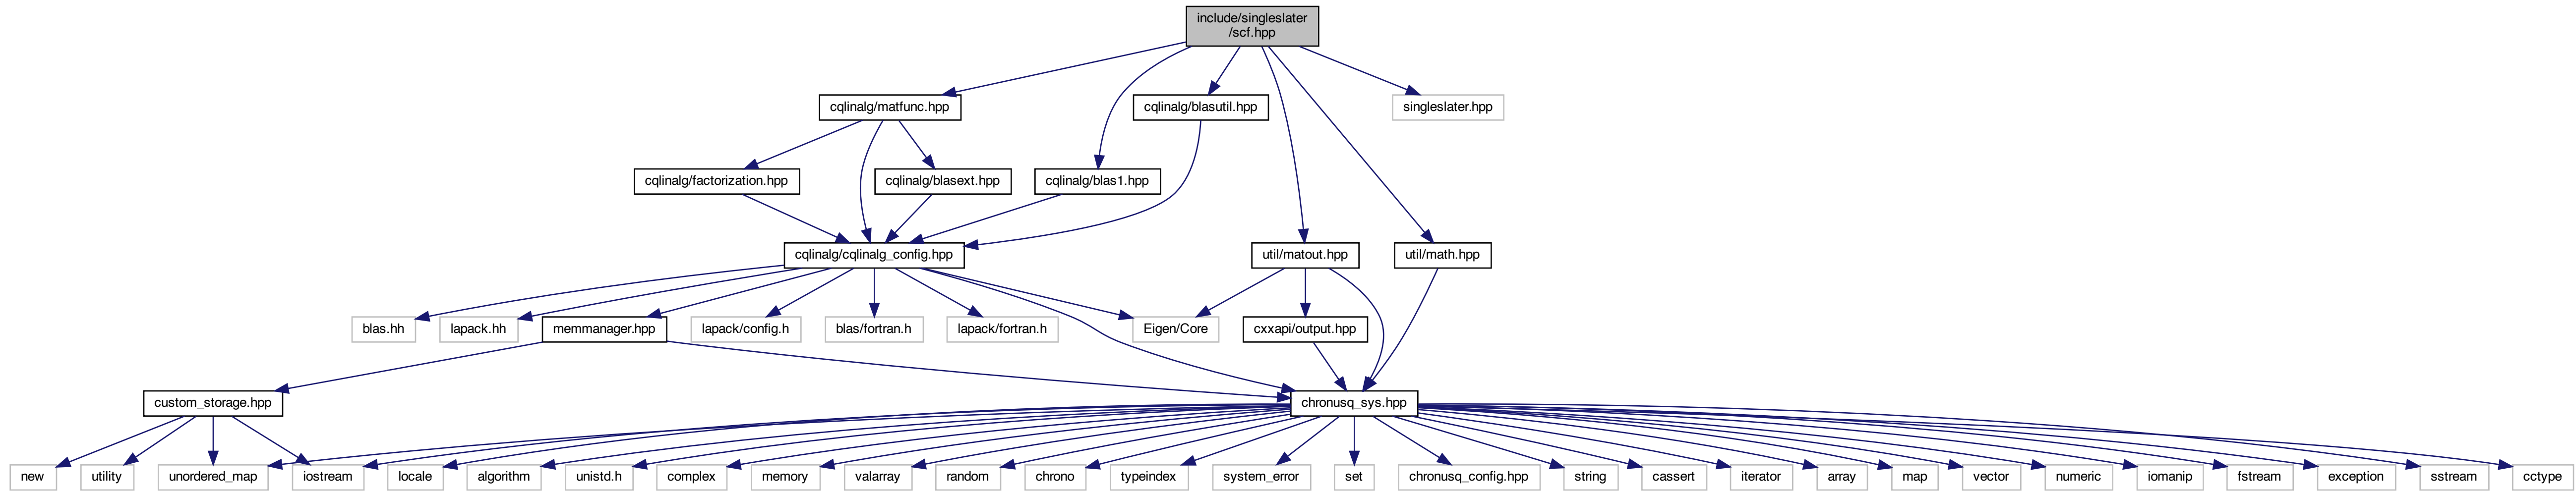 include/singleslater
/scf.hpp
cqlinalg/matfunc.hpp
cqlinalg/blasutil.hpp
singleslater.hpp
cqlinalg/factorization.hpp
cqlinalg/blasext.hpp
cqlinalg/blas1.hpp
cqlinalg/cqlinalg_config.hpp
util/matout.hpp
util/math.hpp
blas.hh
lapack.hh
memmanager.hpp
lapack/config.h
blas/fortran.h
lapack/fortran.h
Eigen/Core
cxxapi/output.hpp
custom_storage.hpp
chronusq_sys.hpp
new
utility
unordered_map
iostream
locale
algorithm
unistd.h
complex
memory
valarray
random
chrono
typeindex
system_error
set
chronusq_config.hpp
string
cassert
iterator
array
map
vector
numeric
iomanip
fstream
exception
sstream
cctype